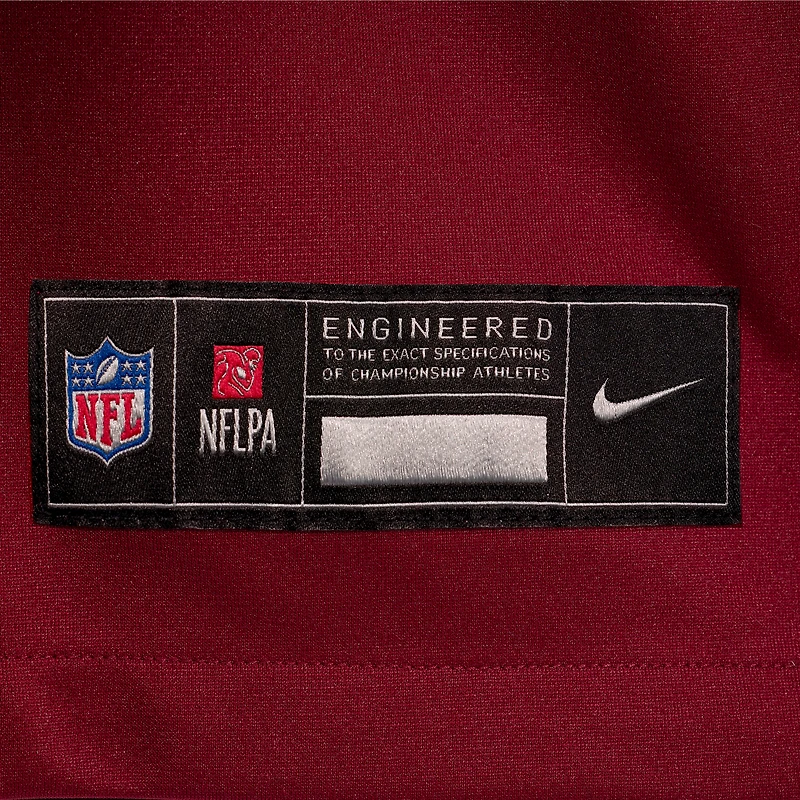 NFL
NFLPA
ENGINEERED
TO THE EXACT SPECIFICATIONS
OF CHAMPIONSHIP ATHLETES